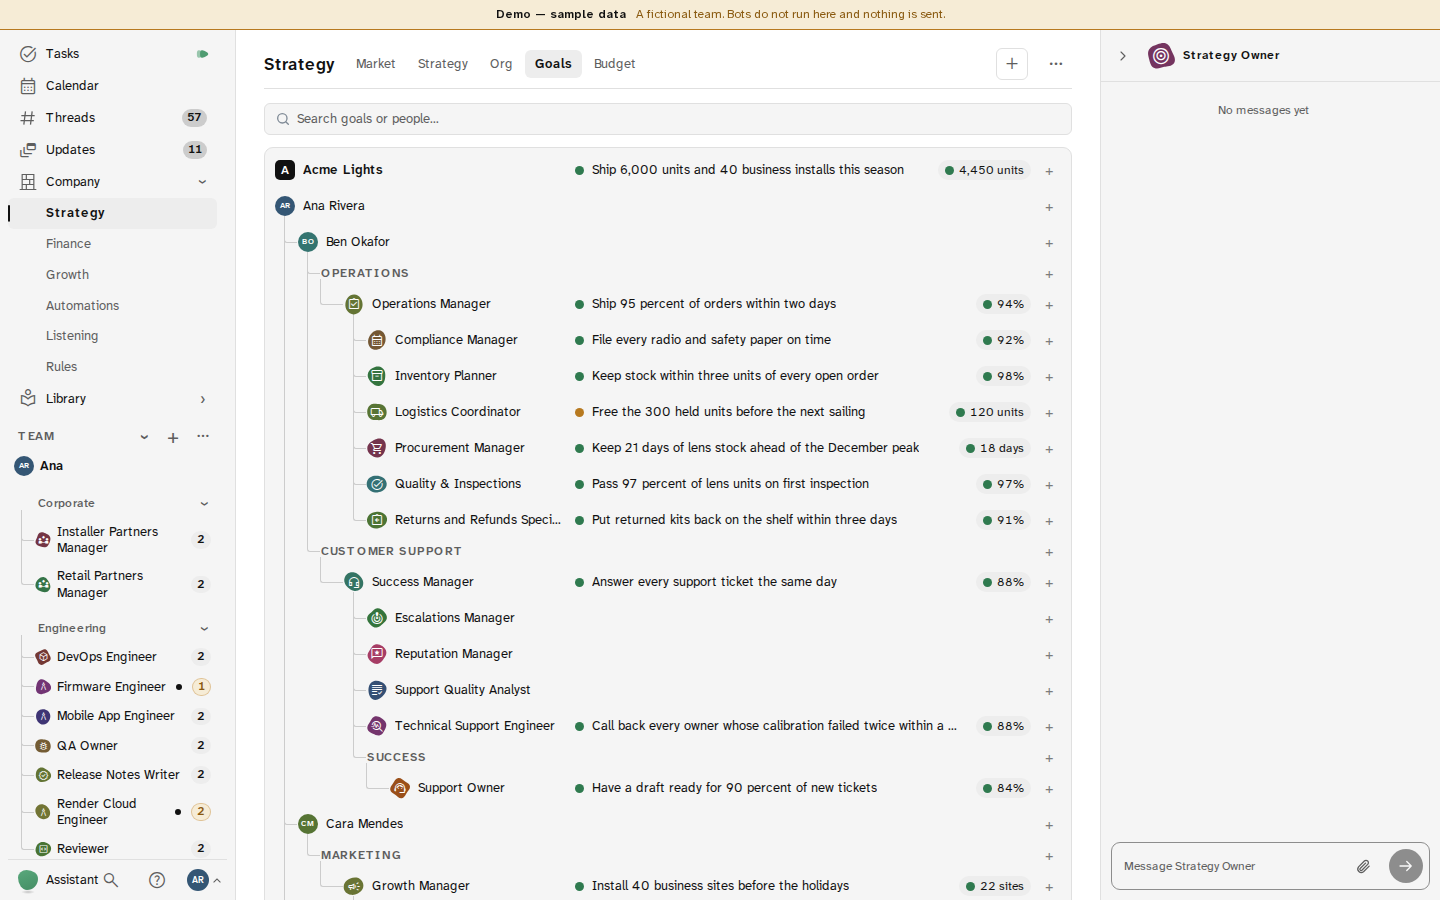 Demo — sample data A fictional team. Bots do not run here and nothing is sent.
Tasks
Calendar
Threads 57
Updates 11
Company
Strategy
Finance
Growth
Automations
Listening
Rules
Library
TEAM
AR Ana
Corporate
Installer Partners
Manager 2
Retail Partners
Manager 2
Engineering
DevOps Engineer 2
Firmware Engineer 1
Mobile App Engineer 2
QA Owner 2
Release Notes Writer 2
Render Cloud
Engineer 2
Reviewer 2
Assistant AR
Strategy Market Strategy Org Goals Budget
Search goals or people...
A Acme Lights Ship 6,000 units and 40 business installs this season 4,450 units
AR Ana Rivera
BO Ben Okafor
OPERATIONS
Operations Manager Ship 95 percent of orders within two days 94%
Compliance Manager File every radio and safety paper on time 92%
Inventory Planner Keep stock within three units of every open order 98%
Logistics Coordinator Free the 300 held units before the next sailing 120 units
Procurement Manager Keep 21 days of lens stock ahead of the December peak 18 days
Quality & Inspections Pass 97 percent of lens units on first inspection 97%
Returns and Refunds Speci... Put returned kits back on the shelf within three days 91%
CUSTOMER SUPPORT
Success Manager Answer every support ticket the same day 88%
Escalations Manager
Reputation Manager
Support Quality Analyst
Technical Support Engineer Call back every owner whose calibration failed twice within a ... 88%
SUCCESS
Support Owner Have a draft ready for 90 percent of new tickets 84%
CM Cara Mendes
MARKETING
Growth Manager Install 40 business sites before the holidays 22 sites
Strategy Owner
No messages yet
Message Strategy Owner